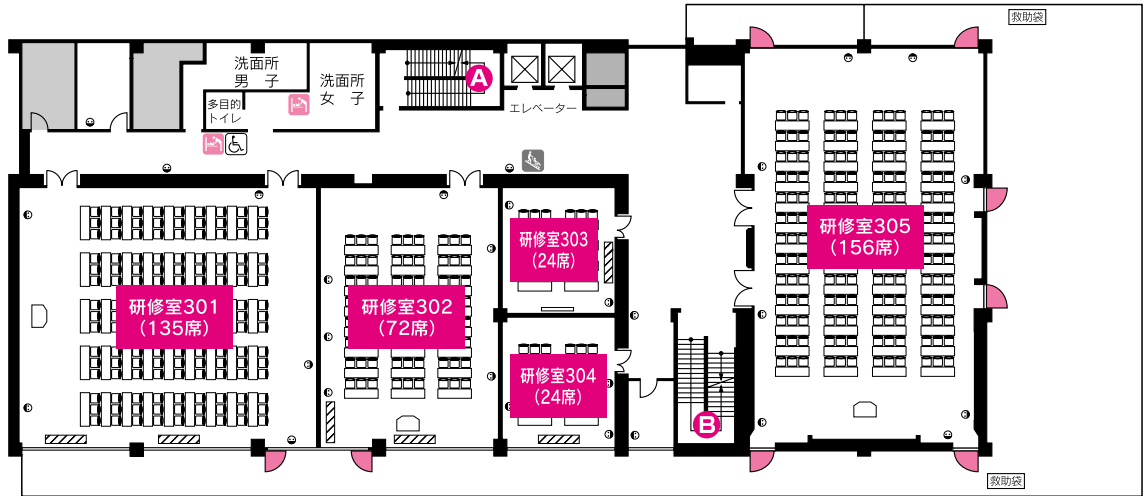 救助袋
洗面所
男　子
洗面所
女　子
多目的
トイレ
A
エレベーター
研修室301
（135席）
研修室302
（72席）
研修室303
（24席）
研修室304
（24席）
研修室305
（156席）
B
救助袋